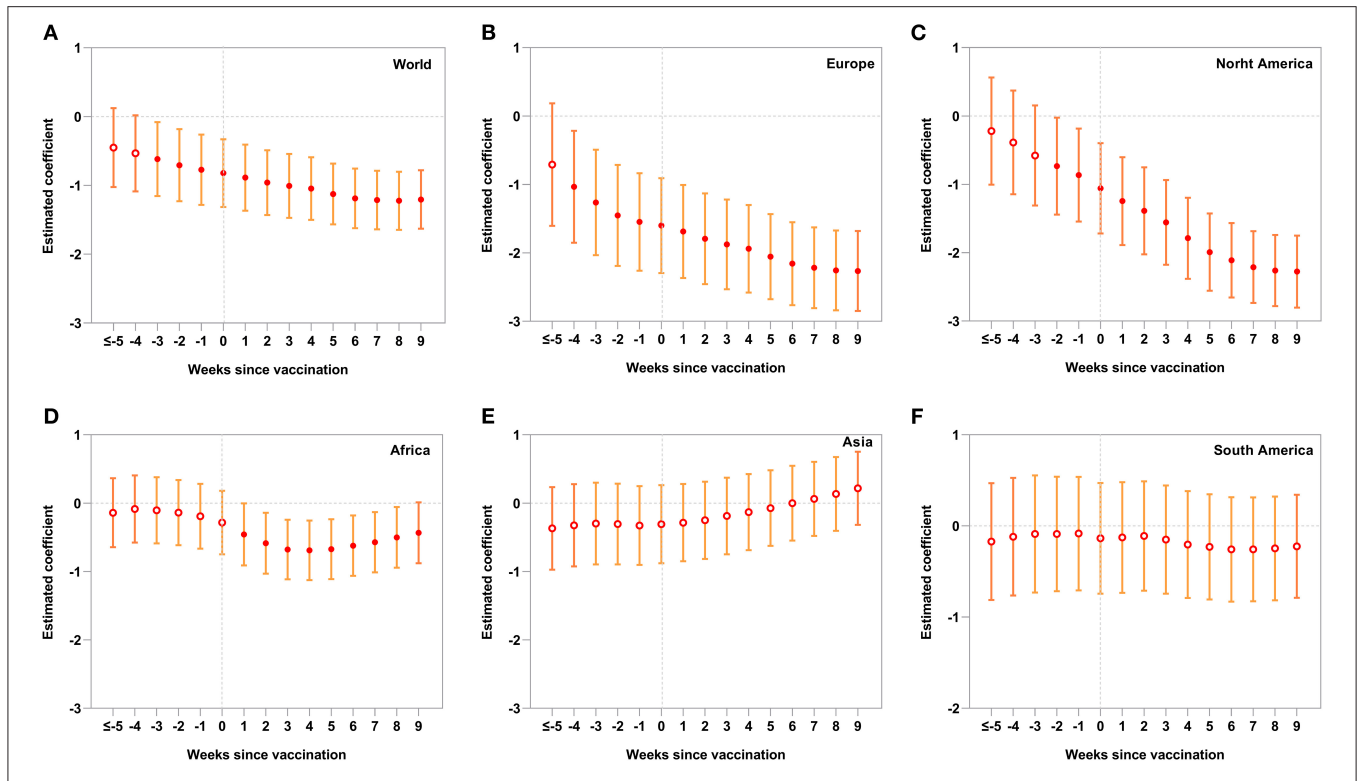 A
World
1
0
-1
-2
-3
Estimated coefficient
≤-5 -4 -3 -2 -1 0 1 2 3 4 5 6 7 8 9
Weeks since vaccination
B
Europe
1
0
-1
-2
-3
Estimated coefficient
≤-5 -4 -3 -2 -1 0 1 2 3 4 5 6 7 8 9
Weeks since vaccination
C
Norht America
1
0
-1
-2
-3
Estimated coefficient
≤-5 -4 -3 -2 -1 0 1 2 3 4 5 6 7 8 9
Weeks since vaccination
D
Africa
1
0
-1
-2
-3
Estimated coefficient
≤-5 -4 -3 -2 -1 0 1 2 3 4 5 6 7 8 9
Weeks since vaccination
E
Asia
1
0
-1
-2
-3
Estimated coefficient
≤-5 -4 -3 -2 -1 0 1 2 3 4 5 6 7 8 9
Weeks since vaccination
F
South America
1
0
-1
-2
Estimated coefficient
≤-5 -4 -3 -2 -1 0 1 2 3 4 5 6 7 8 9
Weeks since vaccination